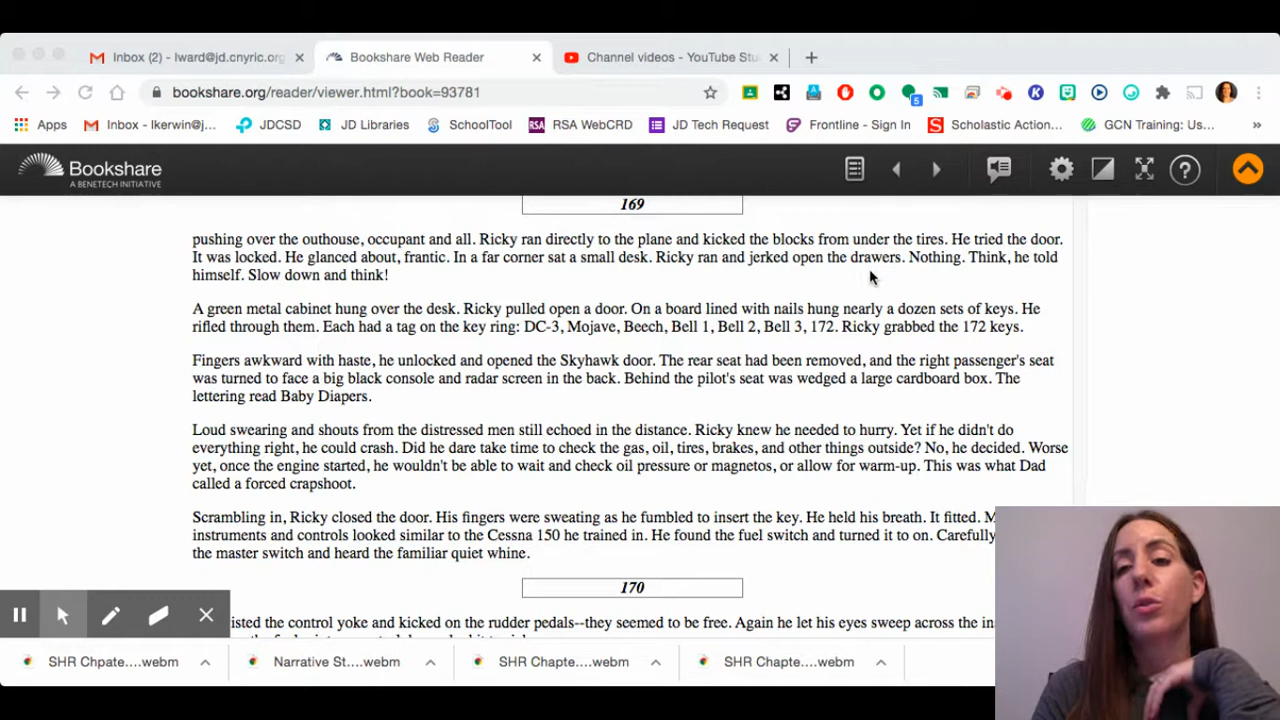 Inbox (2) - lward@jd.cnyric.org
Bookshare Web Reader
Channel videos - YouTube Stu
bookshare.org/reader/viewer.html?book=93781
5
Apps
Inbox - lkerwin@j...
JDCSD
JD Libraries
SchoolTool
RSA RSA WebCRD
JD Tech Request
Frontline - Sign In
Scholastic Action...
GCN Training: Us...
Bookshare
A BENETECH INITIATIVE
169
pushing over the outhouse, occupant and all. Ricky ran directly to the plane and kicked the blocks from under the tires. He tried the door.
It was locked. He glanced about, frantic. In a far corner sat a small desk. Ricky ran and jerked open the drawers. Nothing. Think, he told
himself. Slow down and think!
A green metal cabinet hung over the desk. Ricky pulled open a door. On a board lined with nails hung nearly a dozen sets of keys. He
rifled through them. Each had a tag on the key ring: DC-3, Mojave, Beech, Bell 1, Bell 2, Bell 3, 172. Ricky grabbed the 172 keys.
Fingers awkward with haste, he unlocked and opened the Skyhawk door. The rear seat had been removed, and the right passenger's seat
was turned to face a big black console and radar screen in the back. Behind the pilot's seat was wedged a large cardboard box. The
lettering read Baby Diapers.
Loud swearing and shouts from the distressed men still echoed in the distance. Ricky knew he needed to hurry. Yet if he didn't do
everything right, he could crash. Did he dare take time to check the gas, oil, tires, brakes, and other things outside? No, he decided. Worse
yet, once the engine started, he wouldn't be able to wait and check oil pressure or magnetos, or allow for warm-up. This was what Dad
called a forced crapshoot.
Scrambling in, Ricky closed the door. His fingers were sweating as he fumbled to insert the key. He held his breath. It fitted. M
instruments and controls looked similar to the Cessna 150 he trained in. He found the fuel switch and turned it to on. Carefully
the master switch and heard the familiar quiet whine.
170
isted the control yoke and kicked on the rudder pedals--they seemed to be free. Again he let his eyes sweep across the ins
SHR Chpate....webm
Narrative St....webm
SHR Chapte....webm
SHR Chapte....webm